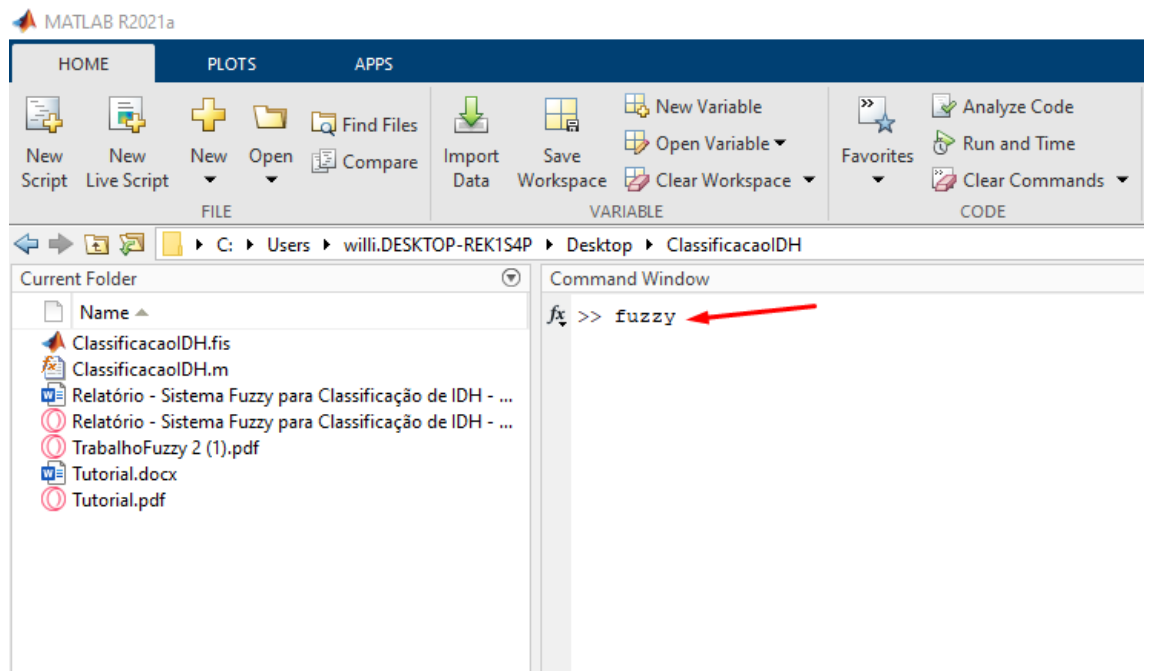 MATLAB R2021a
HOME PLOTS APPS
New Script
New Live Script
New
Open
Find Files
Compare
FILE
Import Data
Save Workspace
New Variable
Open Variable
Clear Workspace
VARIABLE
Favorites
Analyze Code
Run and Time
Clear Commands
CODE
C: Users willi.DESKTOP-REK1S4P Desktop ClassificacaoIDH
Current Folder
Name
ClassificacaoIDH.fis
ClassificacaoIDH.m
Relatório - Sistema Fuzzy para Classificação de IDH - ...
Relatório - Sistema Fuzzy para Classificação de IDH - ...
TrabalhoFuzzy 2 (1).pdf
Tutorial.docx
Tutorial.pdf
Command Window
fx >> fuzzy